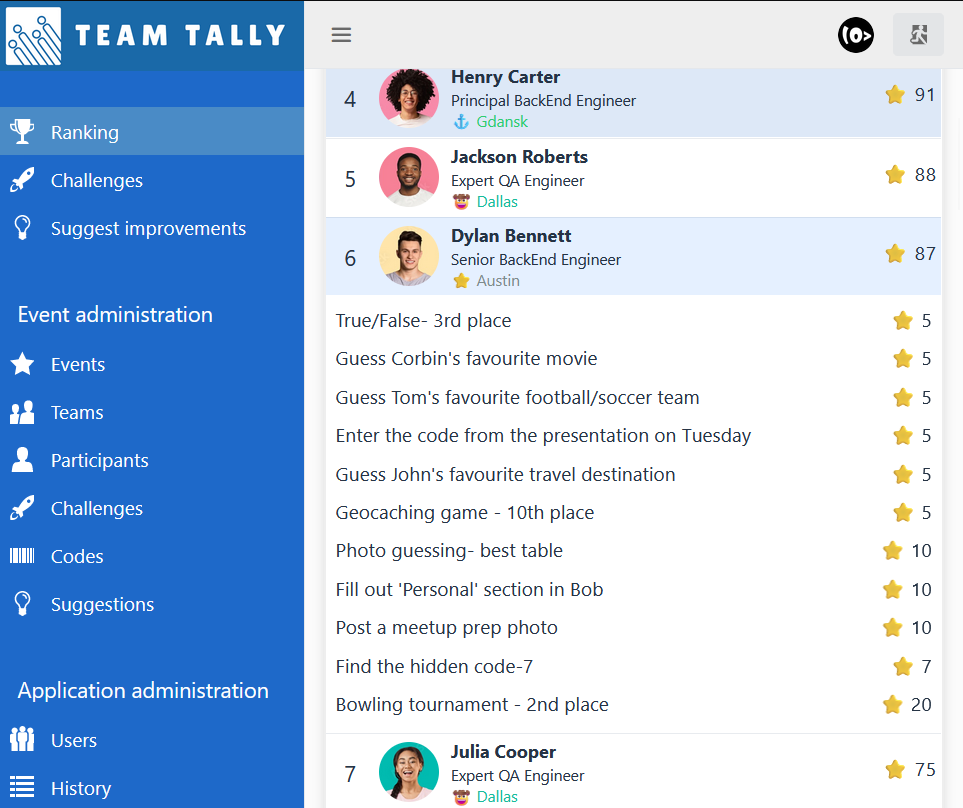 TEAM TALLY
Ranking
Challenges
Suggest improvements
Event administration
Events
Teams
Participants
Challenges
Codes
Suggestions
Application administration
Users
History
4
Henry Carter
Principal BackEnd Engineer
Gdansk
91
5
Jackson Roberts
Expert QA Engineer
Dallas
88
6
Dylan Bennett
Senior BackEnd Engineer
Austin
87
True/False- 3rd place 5
Guess Corbin's favourite movie 5
Guess Tom's favourite football/soccer team 5
Enter the code from the presentation on Tuesday 5
Guess John's favourite travel destination 5
Geocaching game - 10th place 5
Photo guessing- best table 10
Fill out 'Personal' section in Bob 10
Post a meetup prep photo 10
Find the hidden code-7 7
Bowling tournament - 2nd place 20
7
Julia Cooper
Expert QA Engineer
Dallas
75